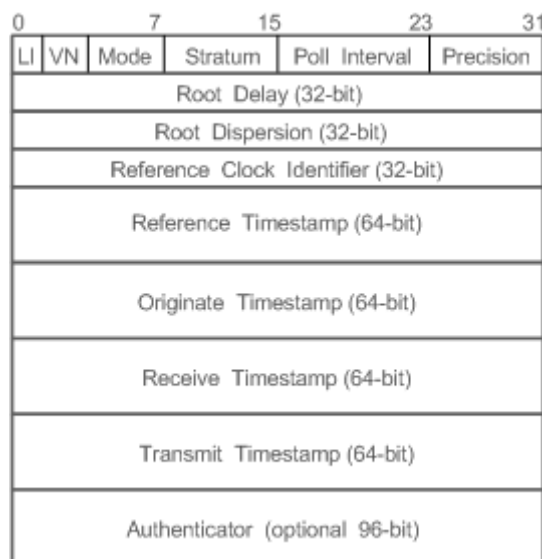 0 7 15 23 31
LI VN Mode Stratum Poll Interval Precision
Root Delay (32-bit)
Root Dispersion (32-bit)
Reference Clock Identifier (32-bit)
Reference Timestamp (64-bit)
Originate Timestamp (64-bit)
Receive Timestamp (64-bit)
Transmit Timestamp (64-bit)
Authenticator (optional 96-bit)